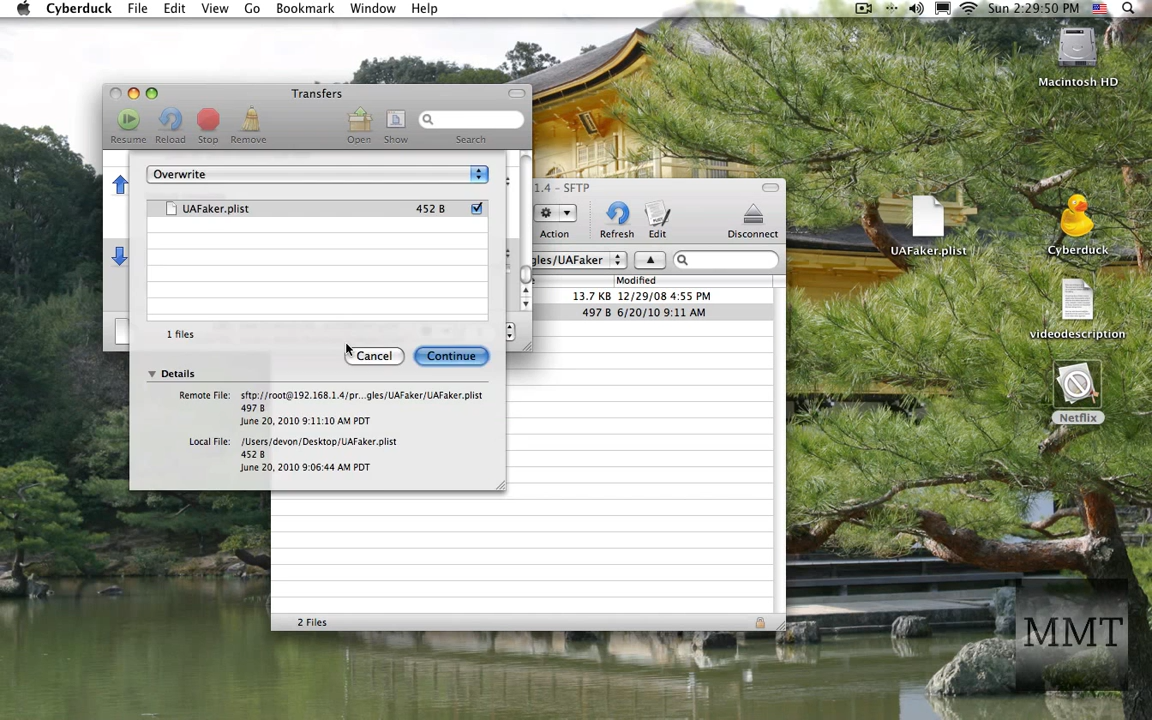 Cyberduck File Edit View Go Bookmark Window Help Sun 2:29:50 PM
Macintosh HD
Transfers
Resume Reload Stop Remove Open Show Search
Overwrite
UAFaker.plist 452 B
1 files
Cancel Continue
Details
Remote File: sftp://root@192.168.1.4/pr...gles/UAFaker/UAFaker.plist
497 B
June 20, 2010 9:11:10 AM PDT
Local File: /Users/devon/Desktop/UAFaker.plist
452 B
June 20, 2010 9:06:44 AM PDT
1.4 – SFTP
Action Refresh Edit Disconnect
gles/UAFaker
Modified
13.7 KB 12/29/08 4:55 PM
497 B 6/20/10 9:11 AM
2 Files
UAFaker.plist
Cyberduck
videodescription
Netflix
MMT